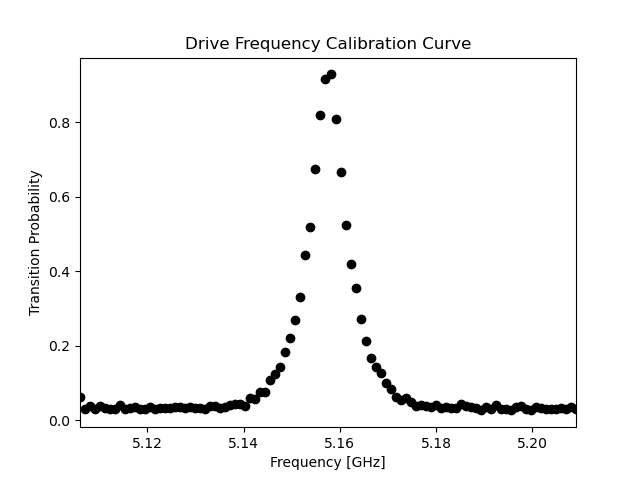 Drive Frequency Calibration Curve
Transition Probability
0.8
0.6
0.4
0.2
0.0
5.12 5.14 5.16 5.18 5.20
Frequency [GHz]